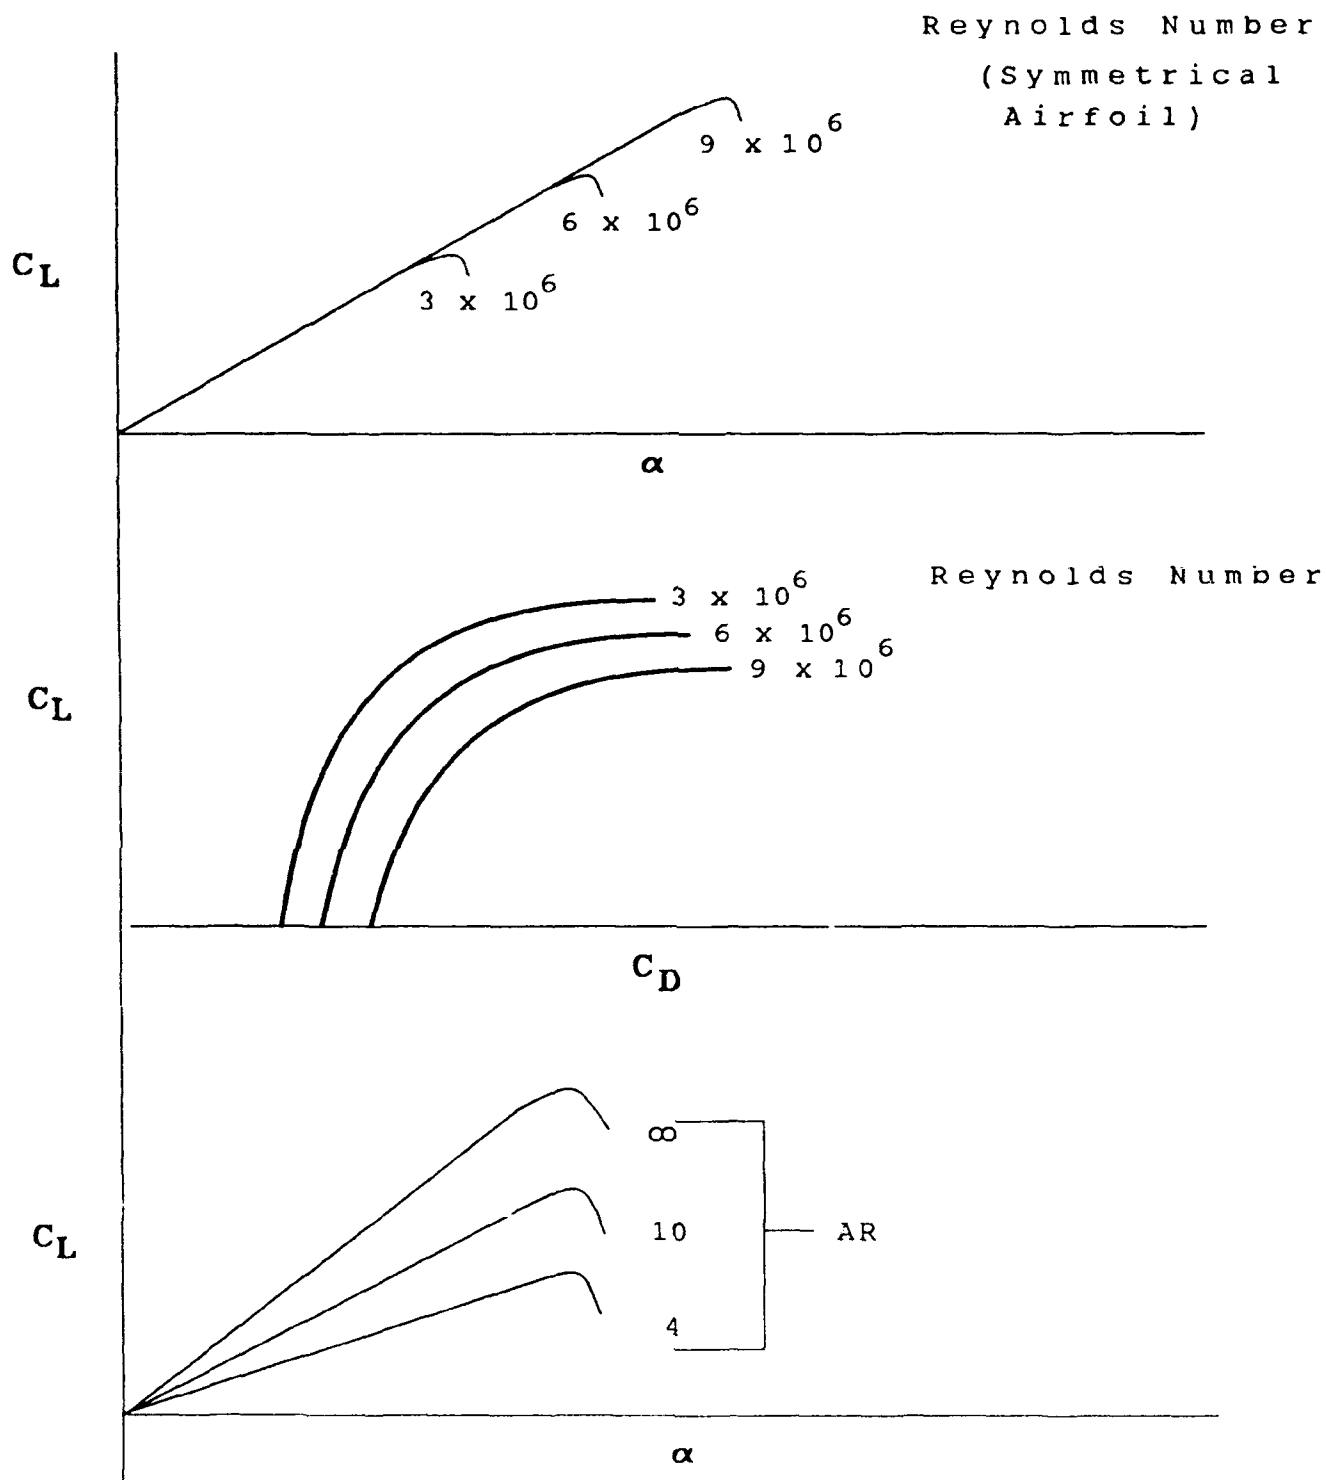 Reynolds Number
(Symmetrical
Airfoil)
9 x 10^6
6 x 10^6
C_L
3 x 10^6
α
Reynolds Number
3 x 10^6
6 x 10^6
9 x 10^6
C_L
C_D
∞
10
AR
C_L
4
α